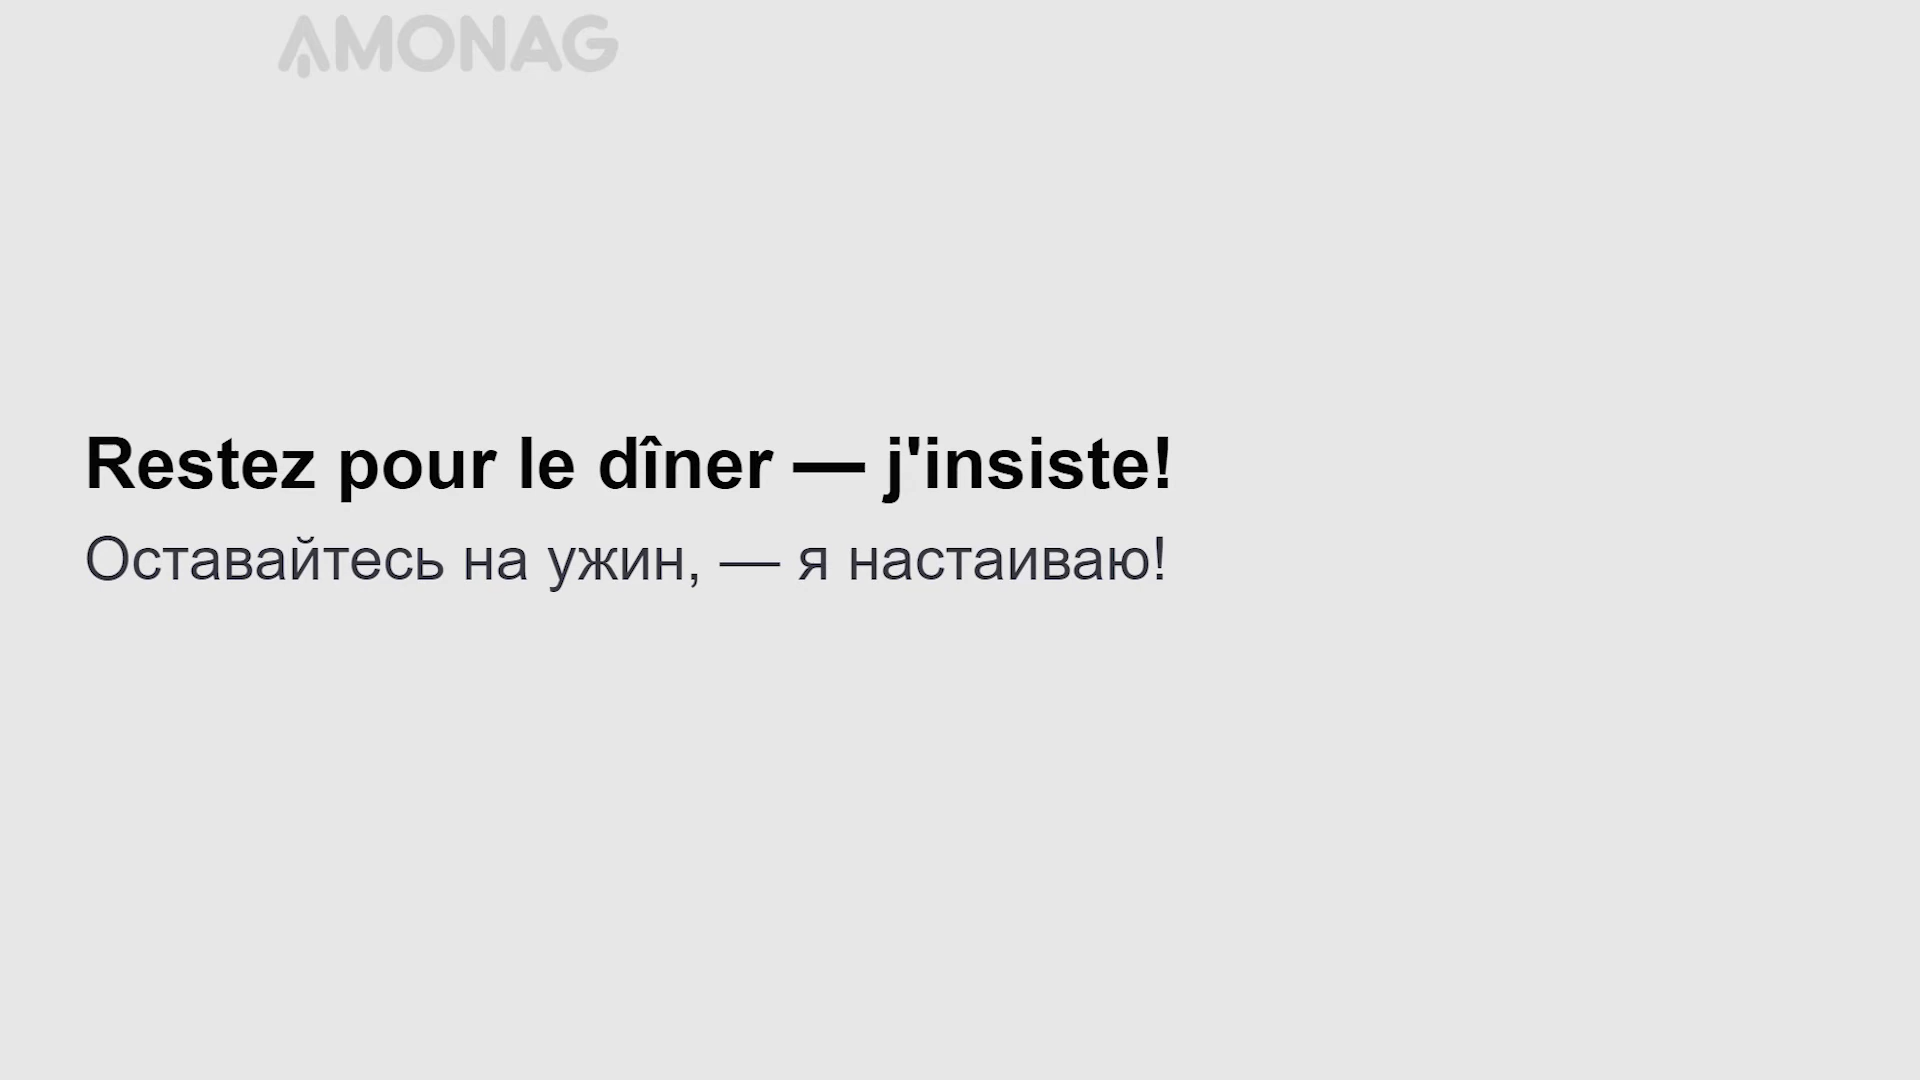 AMONAG
Restez pour le dîner — j'insiste!
Оставайтесь на ужин, — я настаиваю!